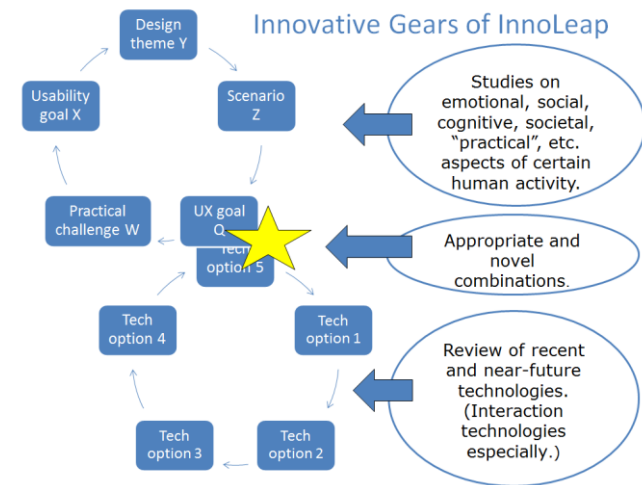 Innovative Gears of InnoLeap
Design
theme Y
Usability
goal X
Scenario
Z
Practical
challenge W
UX goal
Q
Tech
option 5
Tech
option 4
Tech
option 1
Tech
option 3
Tech
option 2
Studies on
emotional, social,
cognitive, societal,
“practical”, etc.
aspects of certain
human activity.
Appropriate and
novel
combinations.
Review of recent
and near-future
technologies.
(Interaction
technologies
especially.)